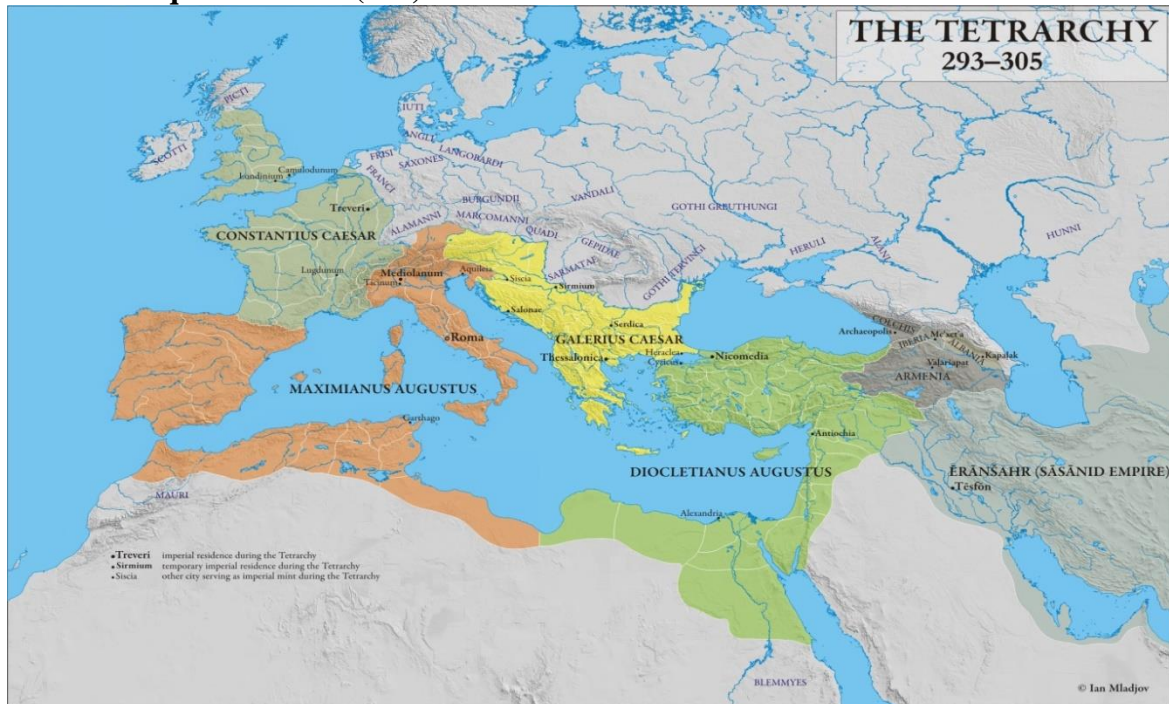 THE TETRARCHY
293–305
PICTI
IUTI
SCOTTI
ANGLI
LANGOBARDI
FRISI
SAXONES
FRANCI
Camulodunum
Londinium
BURGUNDII
VANDALI
Treveri
ALAMANNI
MARCOMANNI
QUADI
GOTHI GREUTHUNGI
HUNNI
CONSTANTIUS CAESAR
GEPIDAE
HERULI
ALANI
SARMATAE
GOTHI TERVINGI
Lugdunum
Mediolanum
Aquileia
Ticinum
Siscia
Sirmium
Salonae
Serdica
COLCHIS
Archaeopolis
IBERIA
ALBANIA
Kapalak
Roma
GALERIUS CAESAR
Heraclea
Thessalonica
Cyzicus
Nicomedia
Valaršapat
ARMENIA
MAXIMIANUS AUGUSTUS
Carthago
Antiochia
DIOCLETIANUS AUGUSTUS
ĒRĀNŠAHR (SĀSĀNID EMPIRE)
Tēsfōn
MAURI
Alexandria
Treveri imperial residence during the Tetrarchy
Sirmium temporary imperial residence during the Tetrarchy
Siscia other city serving as imperial mint during the Tetrarchy
BLEMMYES
© Ian Mladjov